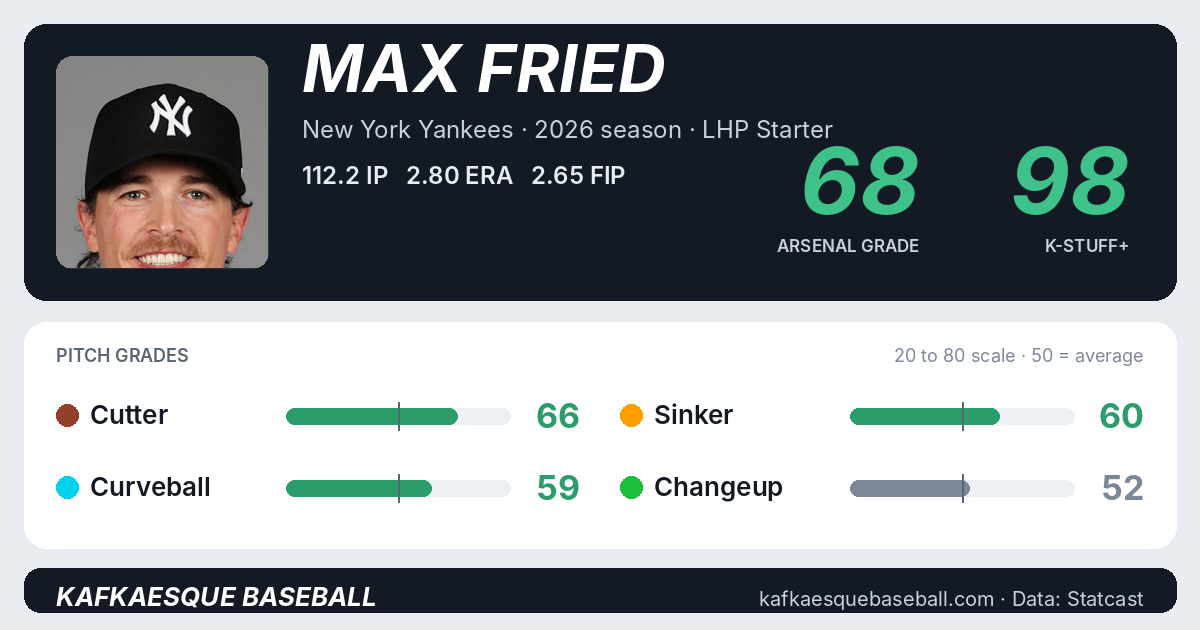 MAX FRIED
New York Yankees · 2026 season · LHP Starter
112.2 IP 2.80 ERA 2.65 FIP
68 98
ARSENAL GRADE K-STUFF+
NY
PITCH GRADES 20 to 80 scale · 50 = average
Cutter 66 Sinker 60
Curveball 59 Changeup 52
KAFKAESQUE BASEBALL kafkaesquebaseball.com · Data: Statcast